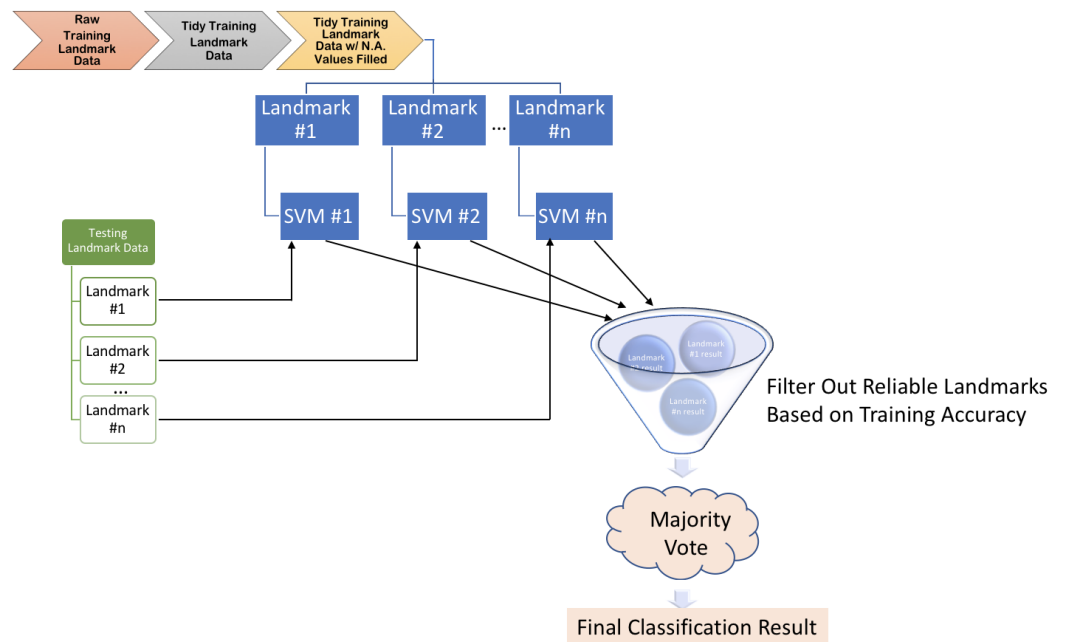 Raw
Training
Landmark
Data
Tidy Training
Landmark
Data
Tidy Training
Landmark
Data w/ N.A.
Values Filled
Landmark
#1
Landmark
#2
...
Landmark
#n
SVM #1
SVM #2
SVM #n
Testing
Landmark Data
Landmark
#1
Landmark
#2
...
Landmark
#n
Landmark
#1 result
Landmark
result
Landmark
#n result
Filter Out Reliable Landmarks
Based on Training Accuracy
Majority
Vote
Final Classification Result